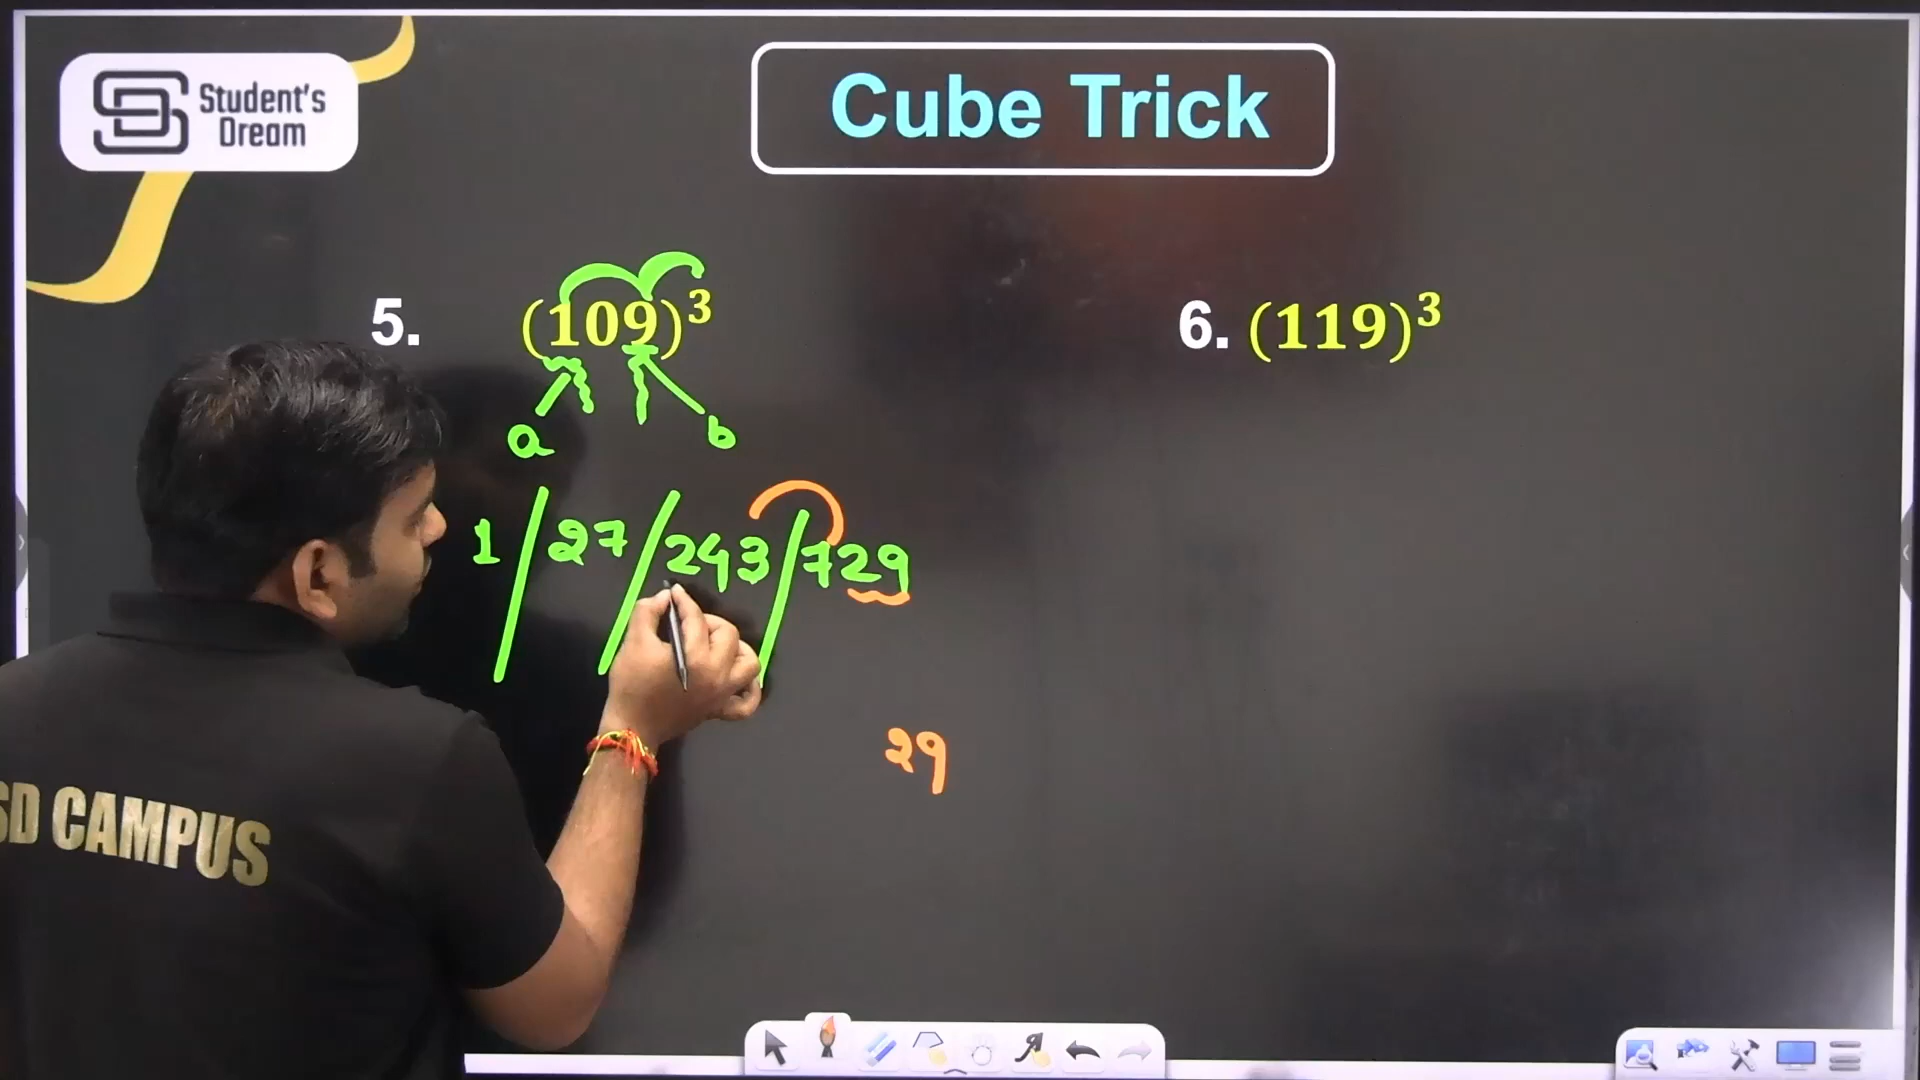 Student's
Dream
Cube Trick
5. (109)³
6. (119)³
a b
1 / 27 / 243 / 729
29
SD CAMPUS